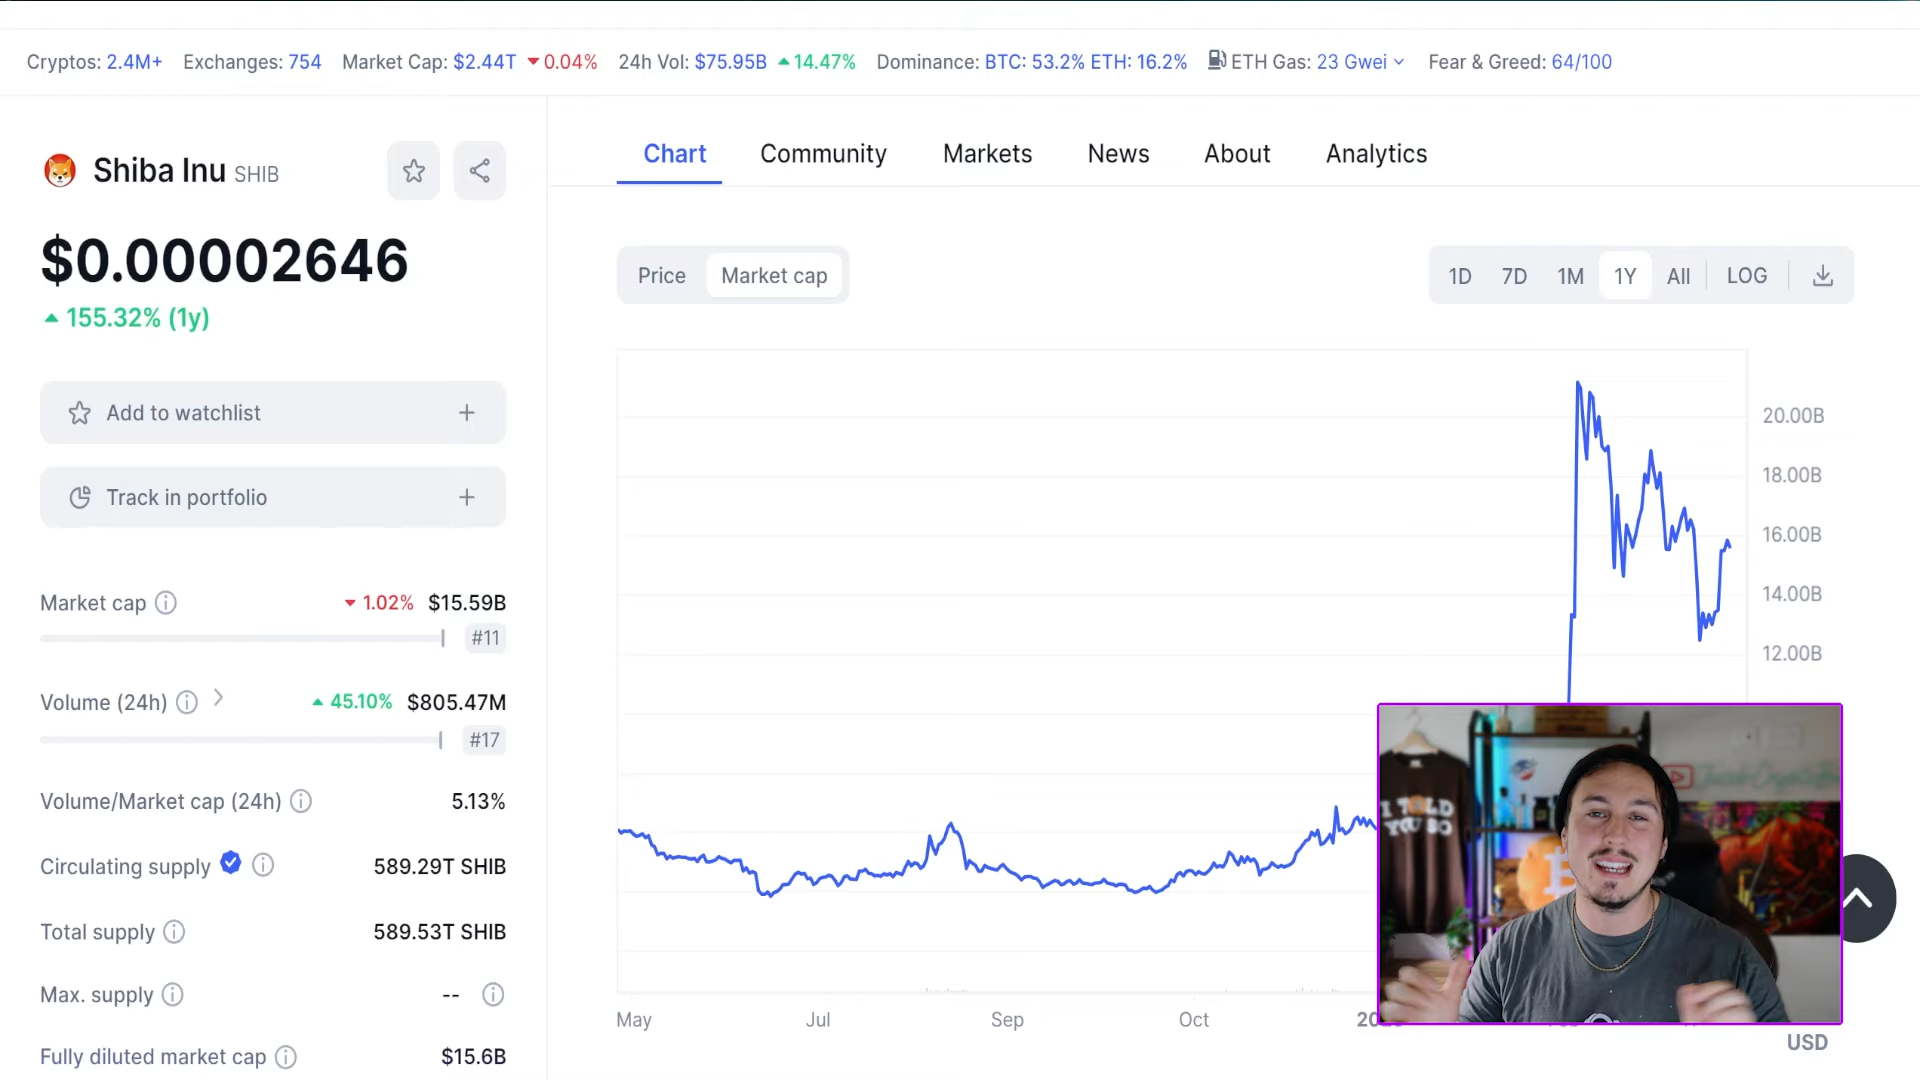 Cryptos: 2.4M+ Exchanges: 754 Market Cap: $2.44T 0.04% 24h Vol: $75.95B 14.47% Dominance: BTC: 53.2% ETH: 16.2% ETH Gas: 23 Gwei Fear & Greed: 64/100
Chart Community Markets News About Analytics
Shiba Inu SHIB
$0.00002646
155.32% (1y)
Add to watchlist +
Track in portfolio +
Market cap 1.02% $15.59B
#11
Volume (24h) 45.10% $805.47M
#17
Volume/Market cap (24h) 5.13%
Circulating supply 589.29T SHIB
Total supply 589.53T SHIB
Max. supply --
Fully diluted market cap $15.6B
Price Market cap
1D 7D 1M 1Y All LOG
20.00B
18.00B
16.00B
14.00B
12.00B
May Jul Sep Oct
USD
I TOLD
YOU SO